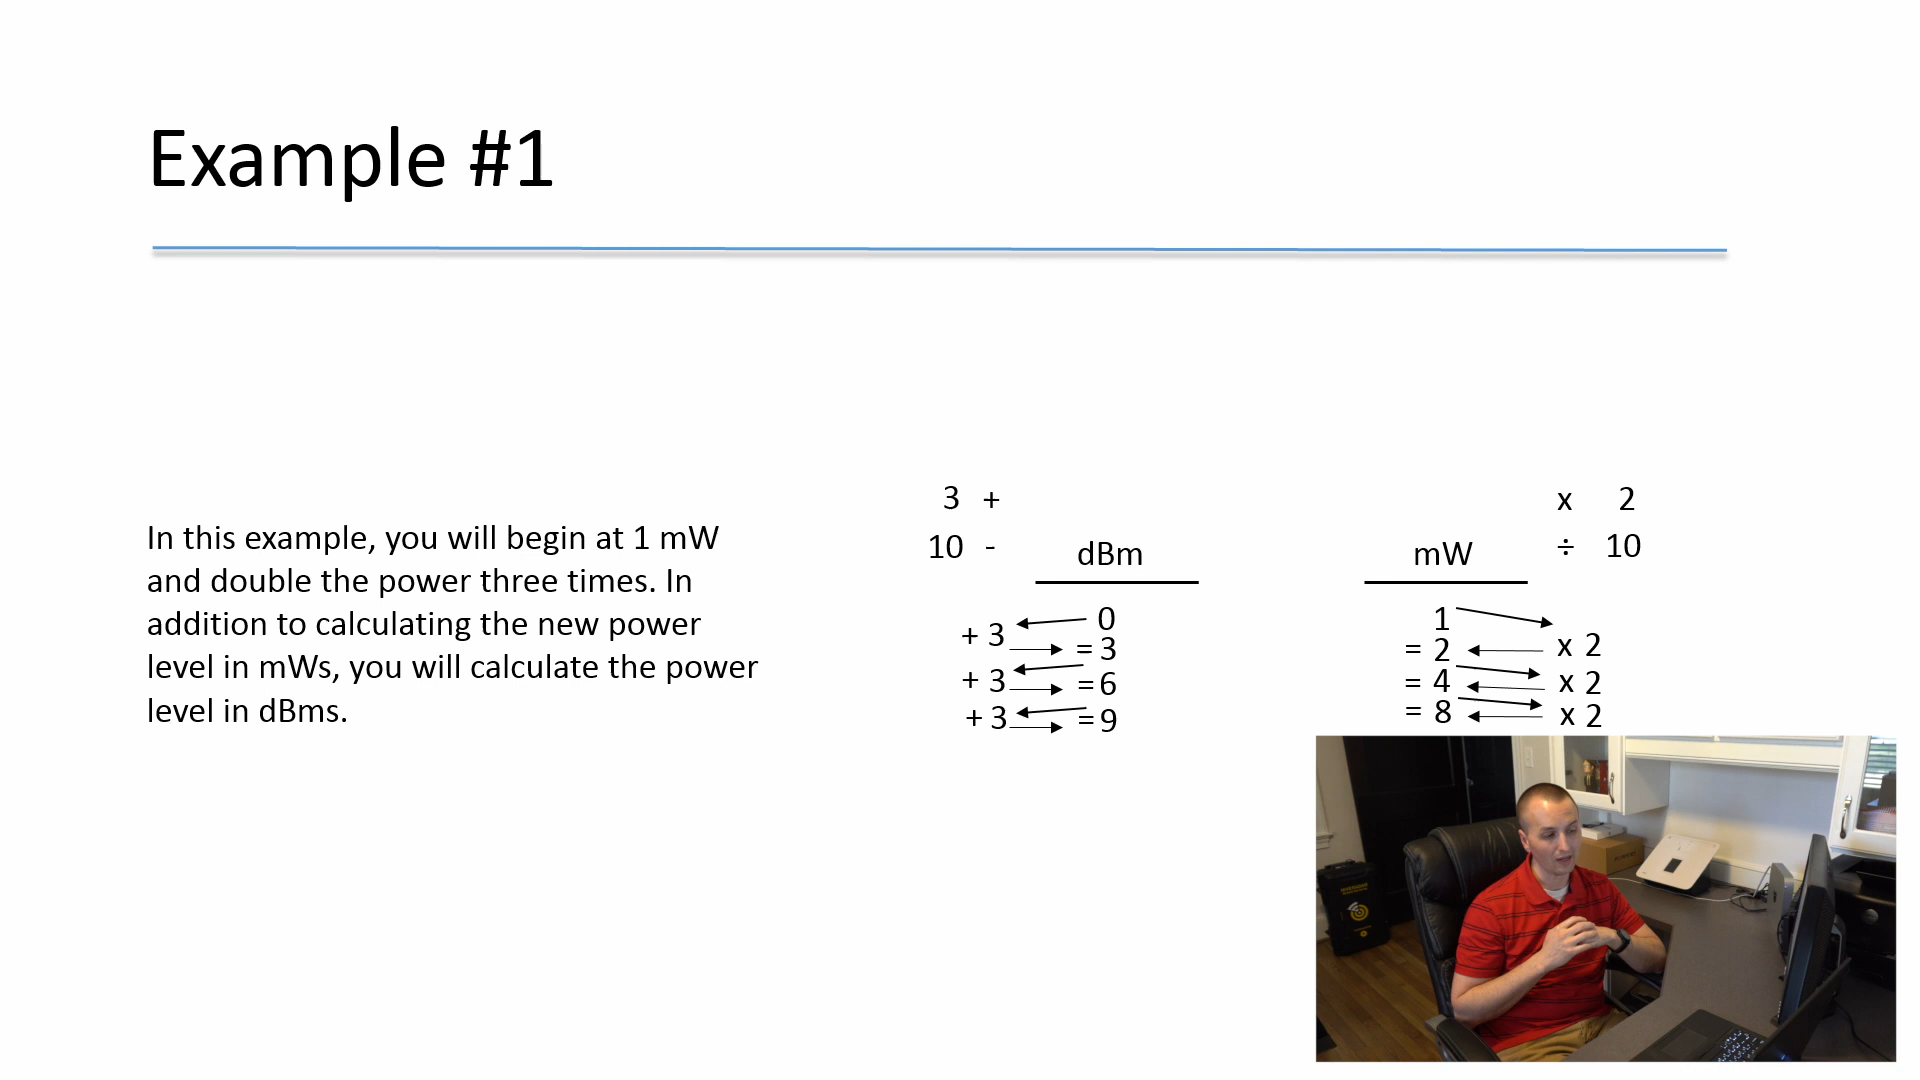 Example #1
In this example, you will begin at 1 mW
and double the power three times. In
addition to calculating the new power
level in mWs, you will calculate the power
level in dBms.
3 +
10 -
dBm
0
+ 3
= 3
+ 3
= 6
+ 3
= 9
x 2
÷ 10
mW
1
x 2
= 2
x 2
= 4
x 2
= 8